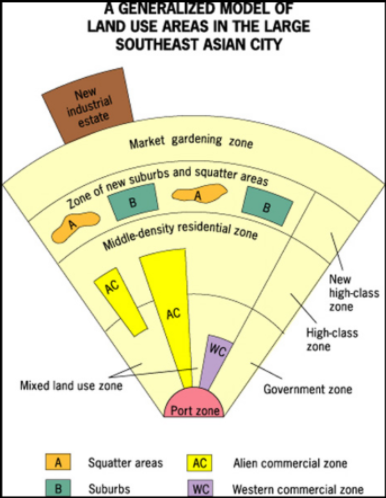 A GENERALIZED MODEL OF
LAND USE AREAS IN THE LARGE
SOUTHEAST ASIAN CITY
New
industrial
estate
Market gardening zone
Zone of new suburbs and squatter areas
A
B
A
B
Middle-density residential zone
AC
AC
WC
New
high-class
zone
High-class
zone
Mixed land use zone
Government zone
Port zone
A Squatter areas
AC Alien commercial zone
B Suburbs
WC Western commercial zone